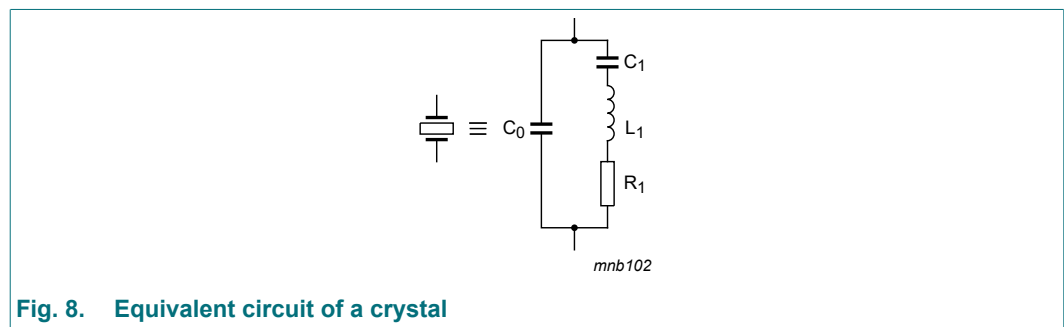 C1
C0
L1
R1
mnb102
Fig. 8. Equivalent circuit of a crystal